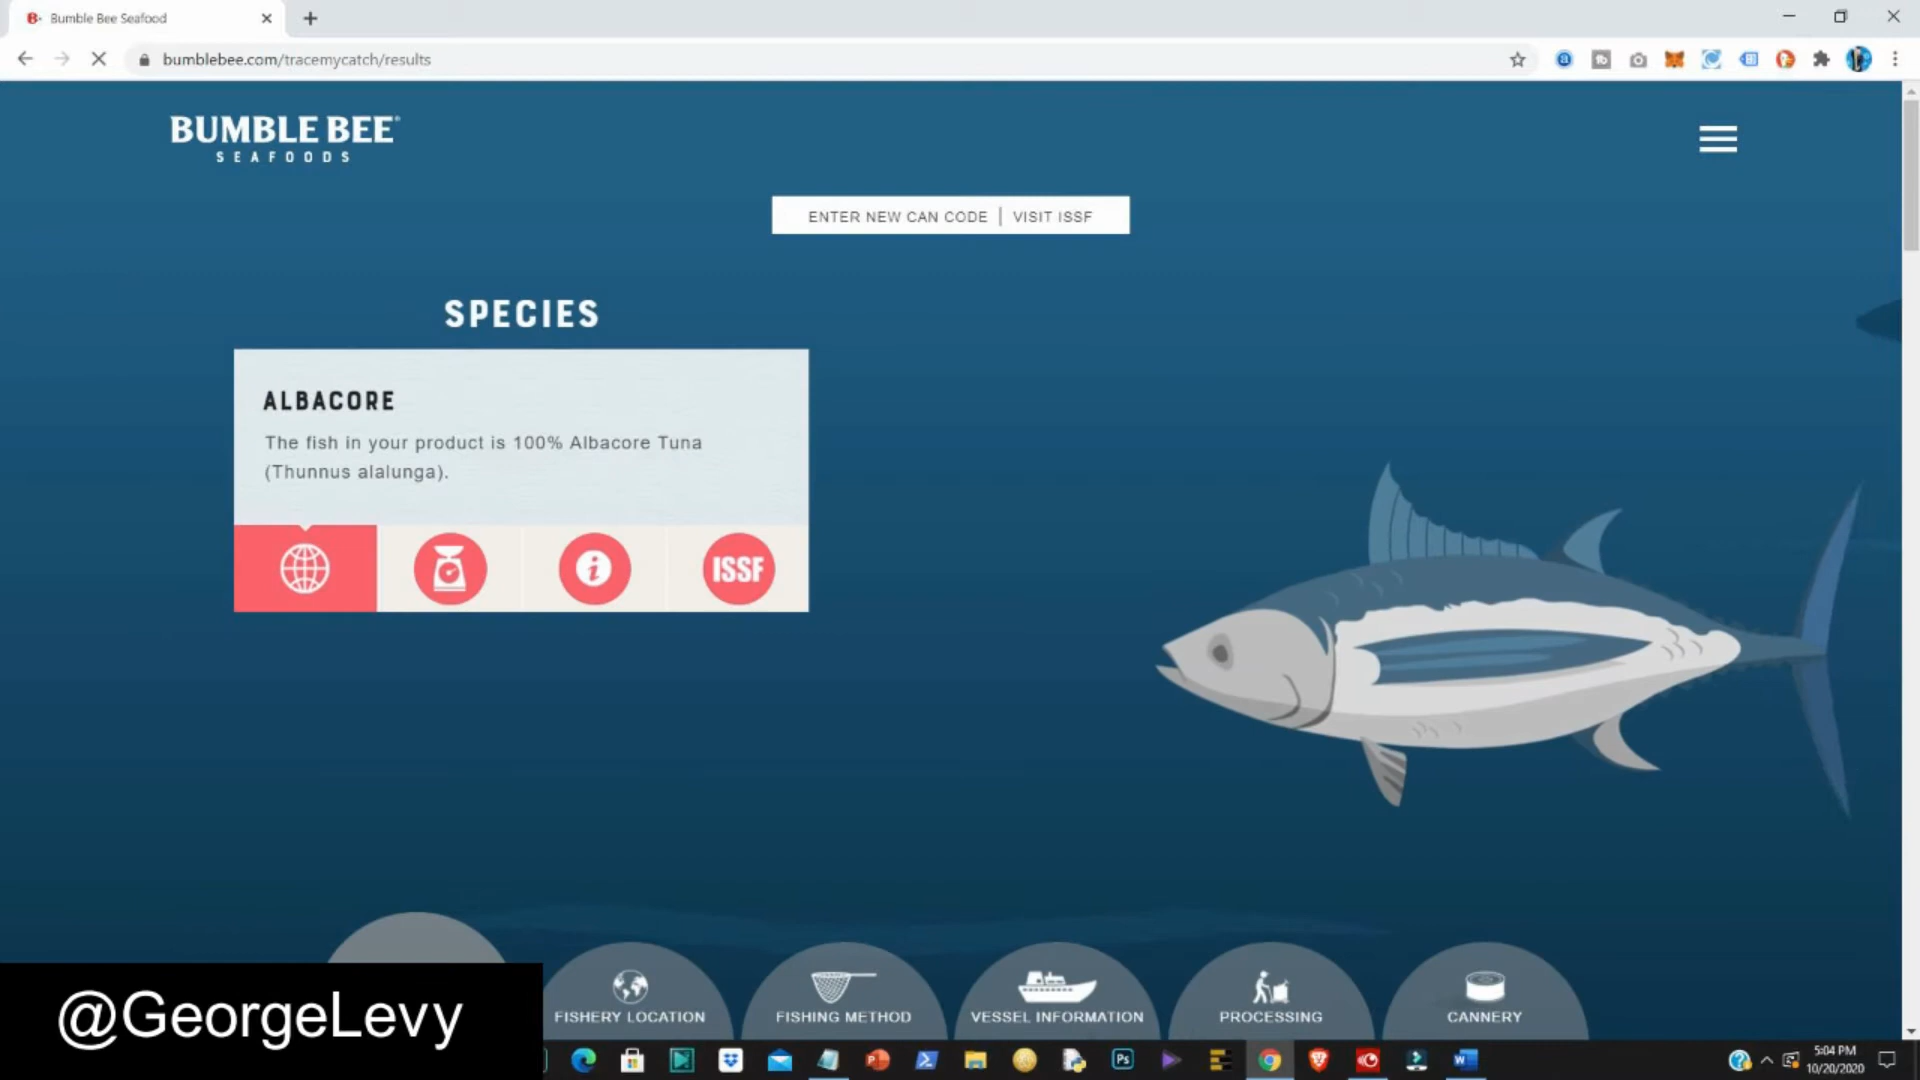 Bumble Bee Seafood
bumblebee.com/tracemycatch/results
BUMBLE BEE®
SEAFOODS
ENTER NEW CAN CODE | VISIT ISSF
SPECIES
ALBACORE
The fish in your product is 100% Albacore Tuna
(Thunnus alalunga).
i ISSF
FISHERY LOCATION FISHING METHOD VESSEL INFORMATION PROCESSING CANNERY
@GeorgeLevy
Ps
5:04 PM
10/20/2020